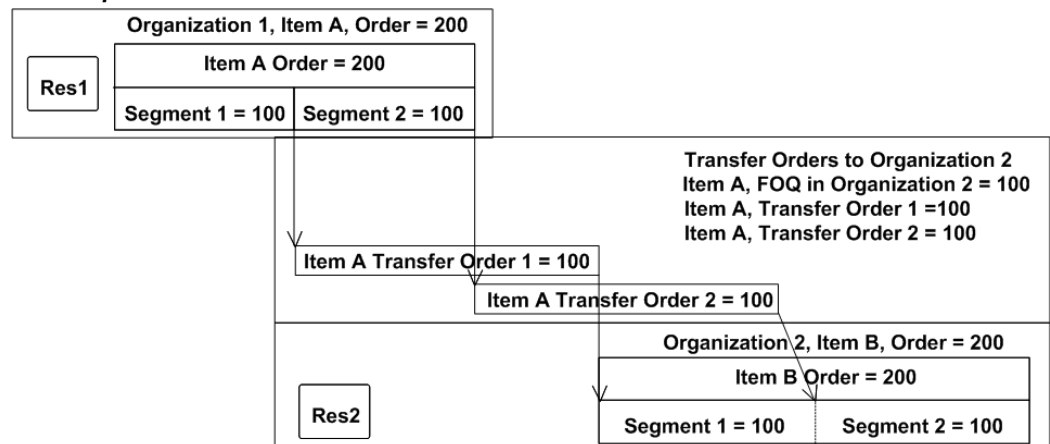 Organization 1, Item A, Order = 200
Item A Order = 200
Res1
Segment 1 = 100
Segment 2 = 100
Transfer Orders to Organization 2
Item A, FOQ in Organization 2 = 100
Item A, Transfer Order 1 =100
Item A, Transfer Order 2 = 100
Item A Transfer Order 1 = 100
Item A Transfer Order 2 = 100
Organization 2, Item B, Order = 200
Item B Order = 200
Res2
Segment 1 = 100
Segment 2 = 100